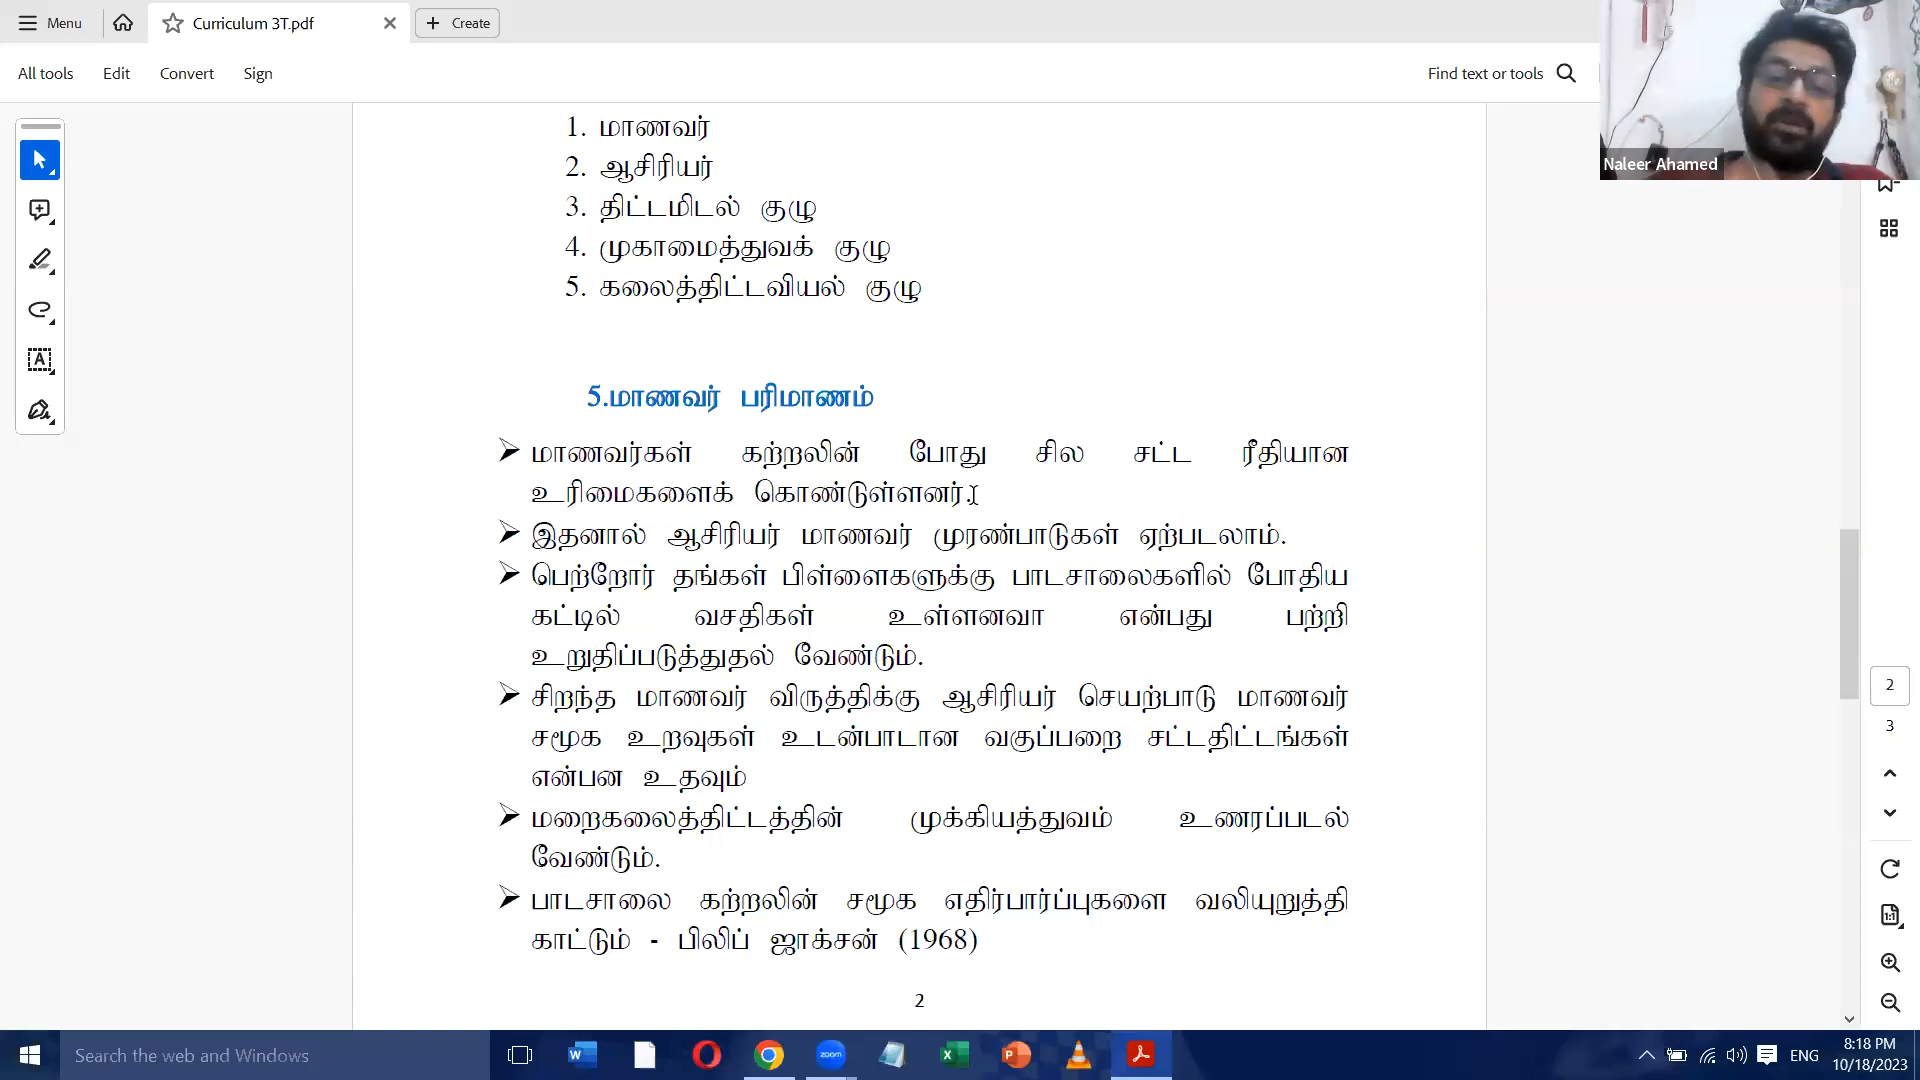 Menu
Curriculum 3T.pdf
Create
All tools Edit Convert Sign
Find text or tools
Naleer Ahamed
1. மாணவர்
2. ஆசிரியர்
3. திட்டமிடல் குழு
4. முகாமைத்துவக் குழு
5. கலைத்திட்டவியல் குழு
5.மாணவர் பரிமாணம்
➢ மாணவர்கள் கற்றலின் போது சில சட்ட ரீதியான
உரிமைகளைக் கொண்டுள்ளனர்.
➢ இதனால் ஆசிரியர் மாணவர் முரண்பாடுகள் ஏற்படலாம்.
➢ பெற்றோர் தங்கள் பிள்ளைகளுக்கு பாடசாலைகளில் போதிய
கட்டில் வசதிகள் உள்ளனவா என்பது பற்றி
உறுதிப்படுத்துதல் வேண்டும்.
➢ சிறந்த மாணவர் விருத்திக்கு ஆசிரியர் செயற்பாடு மாணவர்
சமூக உறவுகள் உடன்பாடான வகுப்பறை சட்டதிட்டங்கள்
என்பன உதவும்
➢ மறைகலைத்திட்டத்தின் முக்கியத்துவம் உணரப்படல்
வேண்டும்.
➢ பாடசாலை கற்றலின் சமூக எதிர்பார்ப்புகளை வலியுறுத்தி
காட்டும் - பிலிப் ஜாக்சன் (1968)
2
2
3
Search the web and Windows
zoom
ENG
8:18 PM
10/18/2023